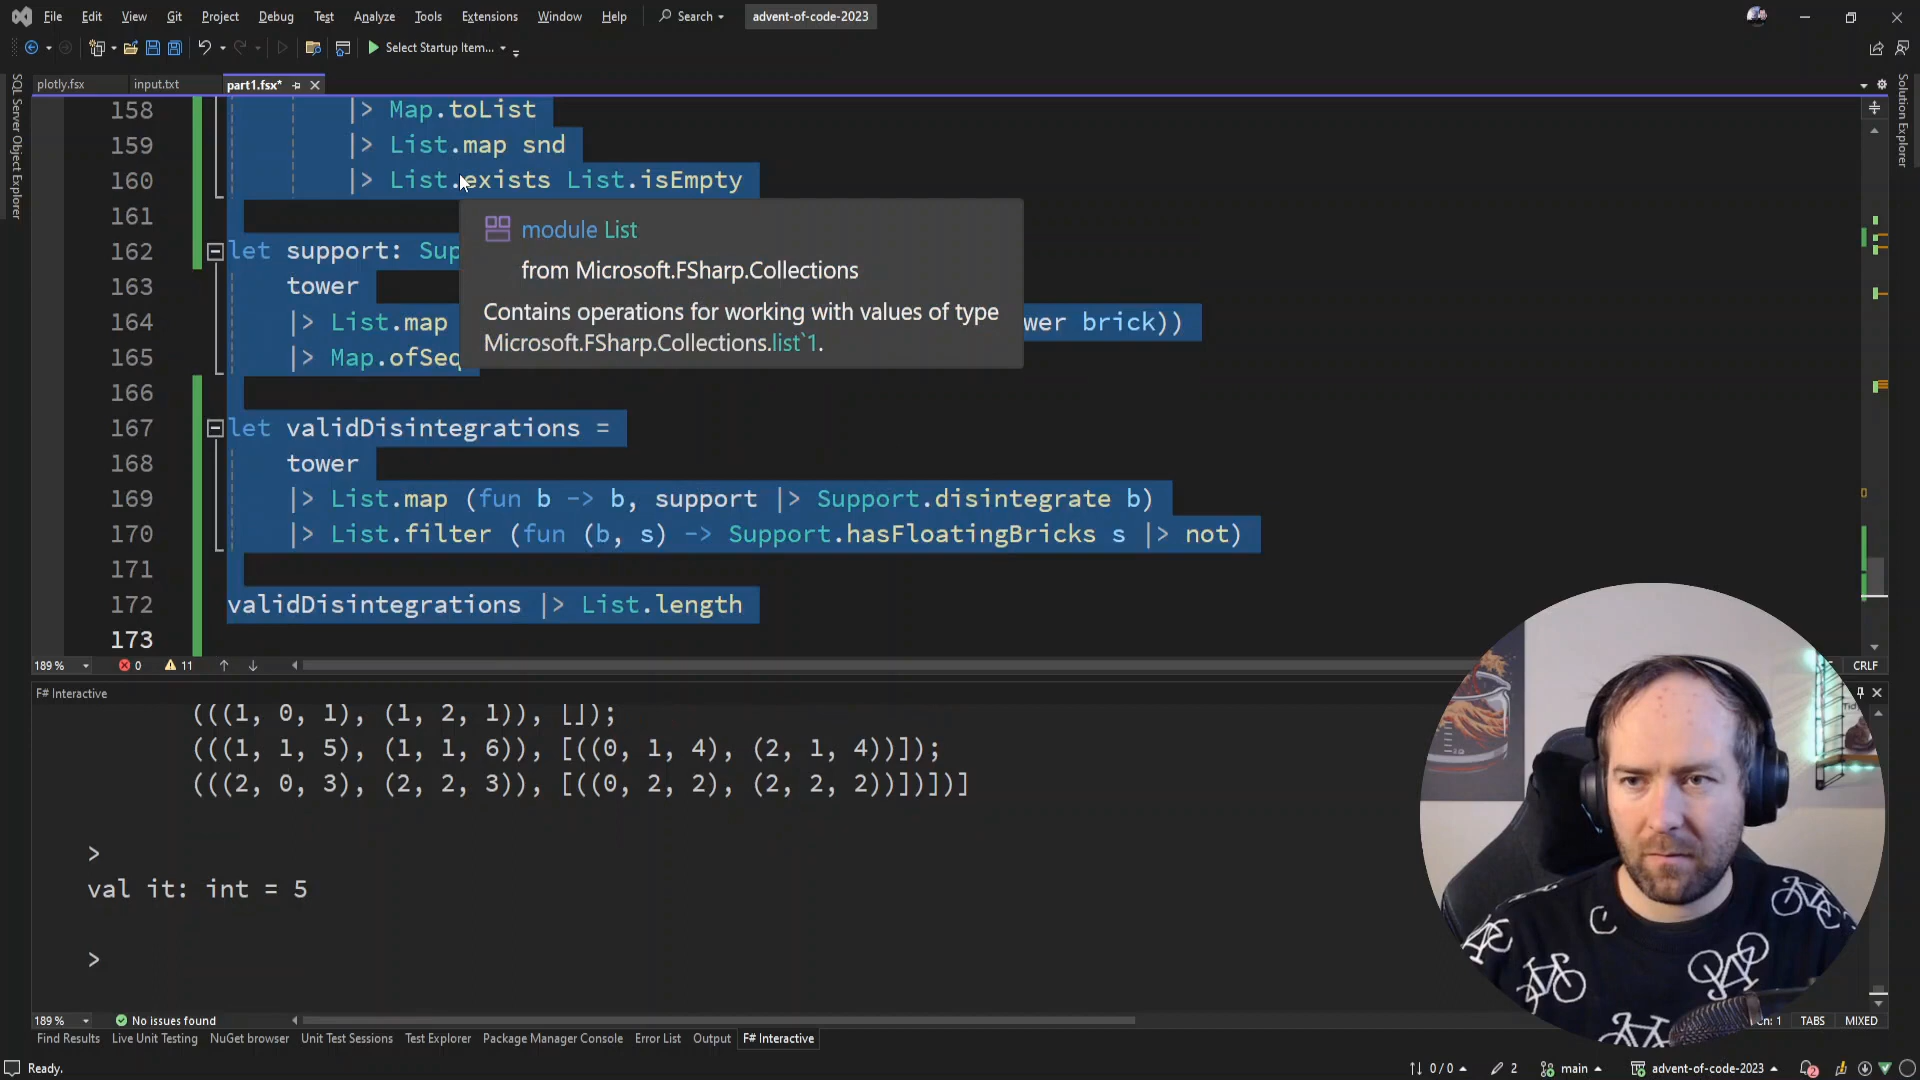 File Edit View Git Project Debug Test Analyze Tools Extensions Window Help Search advent-of-code-2023
Select Startup Item...
plotly.fsx input.txt part1.fsx*
SQL Server Object Explorer
Solution Explorer
158 |> Map.toList
159 |> List.map snd
160 |> List.exists List.isEmpty
161
162 let support: Sup
163 tower
164 |> List.map wer brick))
165 |> Map.ofSeq
166
167 let validDisintegrations =
168 tower
169 |> List.map (fun b -> b, support |> Support.disintegrate b)
170 |> List.filter (fun (b, s) -> Support.hasFloatingBricks s |> not)
171
172 validDisintegrations |> List.length
173
module List
from Microsoft.FSharp.Collections
Contains operations for working with values of type
Microsoft.FSharp.Collections.list`1.
189 % 0 11 CRLF
F# Interactive
(((1, 0, 1), (1, 2, 1)), []);
(((1, 1, 5), (1, 1, 6)), [((0, 1, 4), (2, 1, 4))]);
(((2, 0, 3), (2, 2, 3)), [((0, 2, 2), (2, 2, 2))])])]
>
val it: int = 5
>
189 % No issues found Ln: 1 TABS MIXED
Find Results Live Unit Testing NuGet browser Unit Test Sessions Test Explorer Package Manager Console Error List Output F# Interactive
Ready. 0 / 0 2 main advent-of-code-2023 2